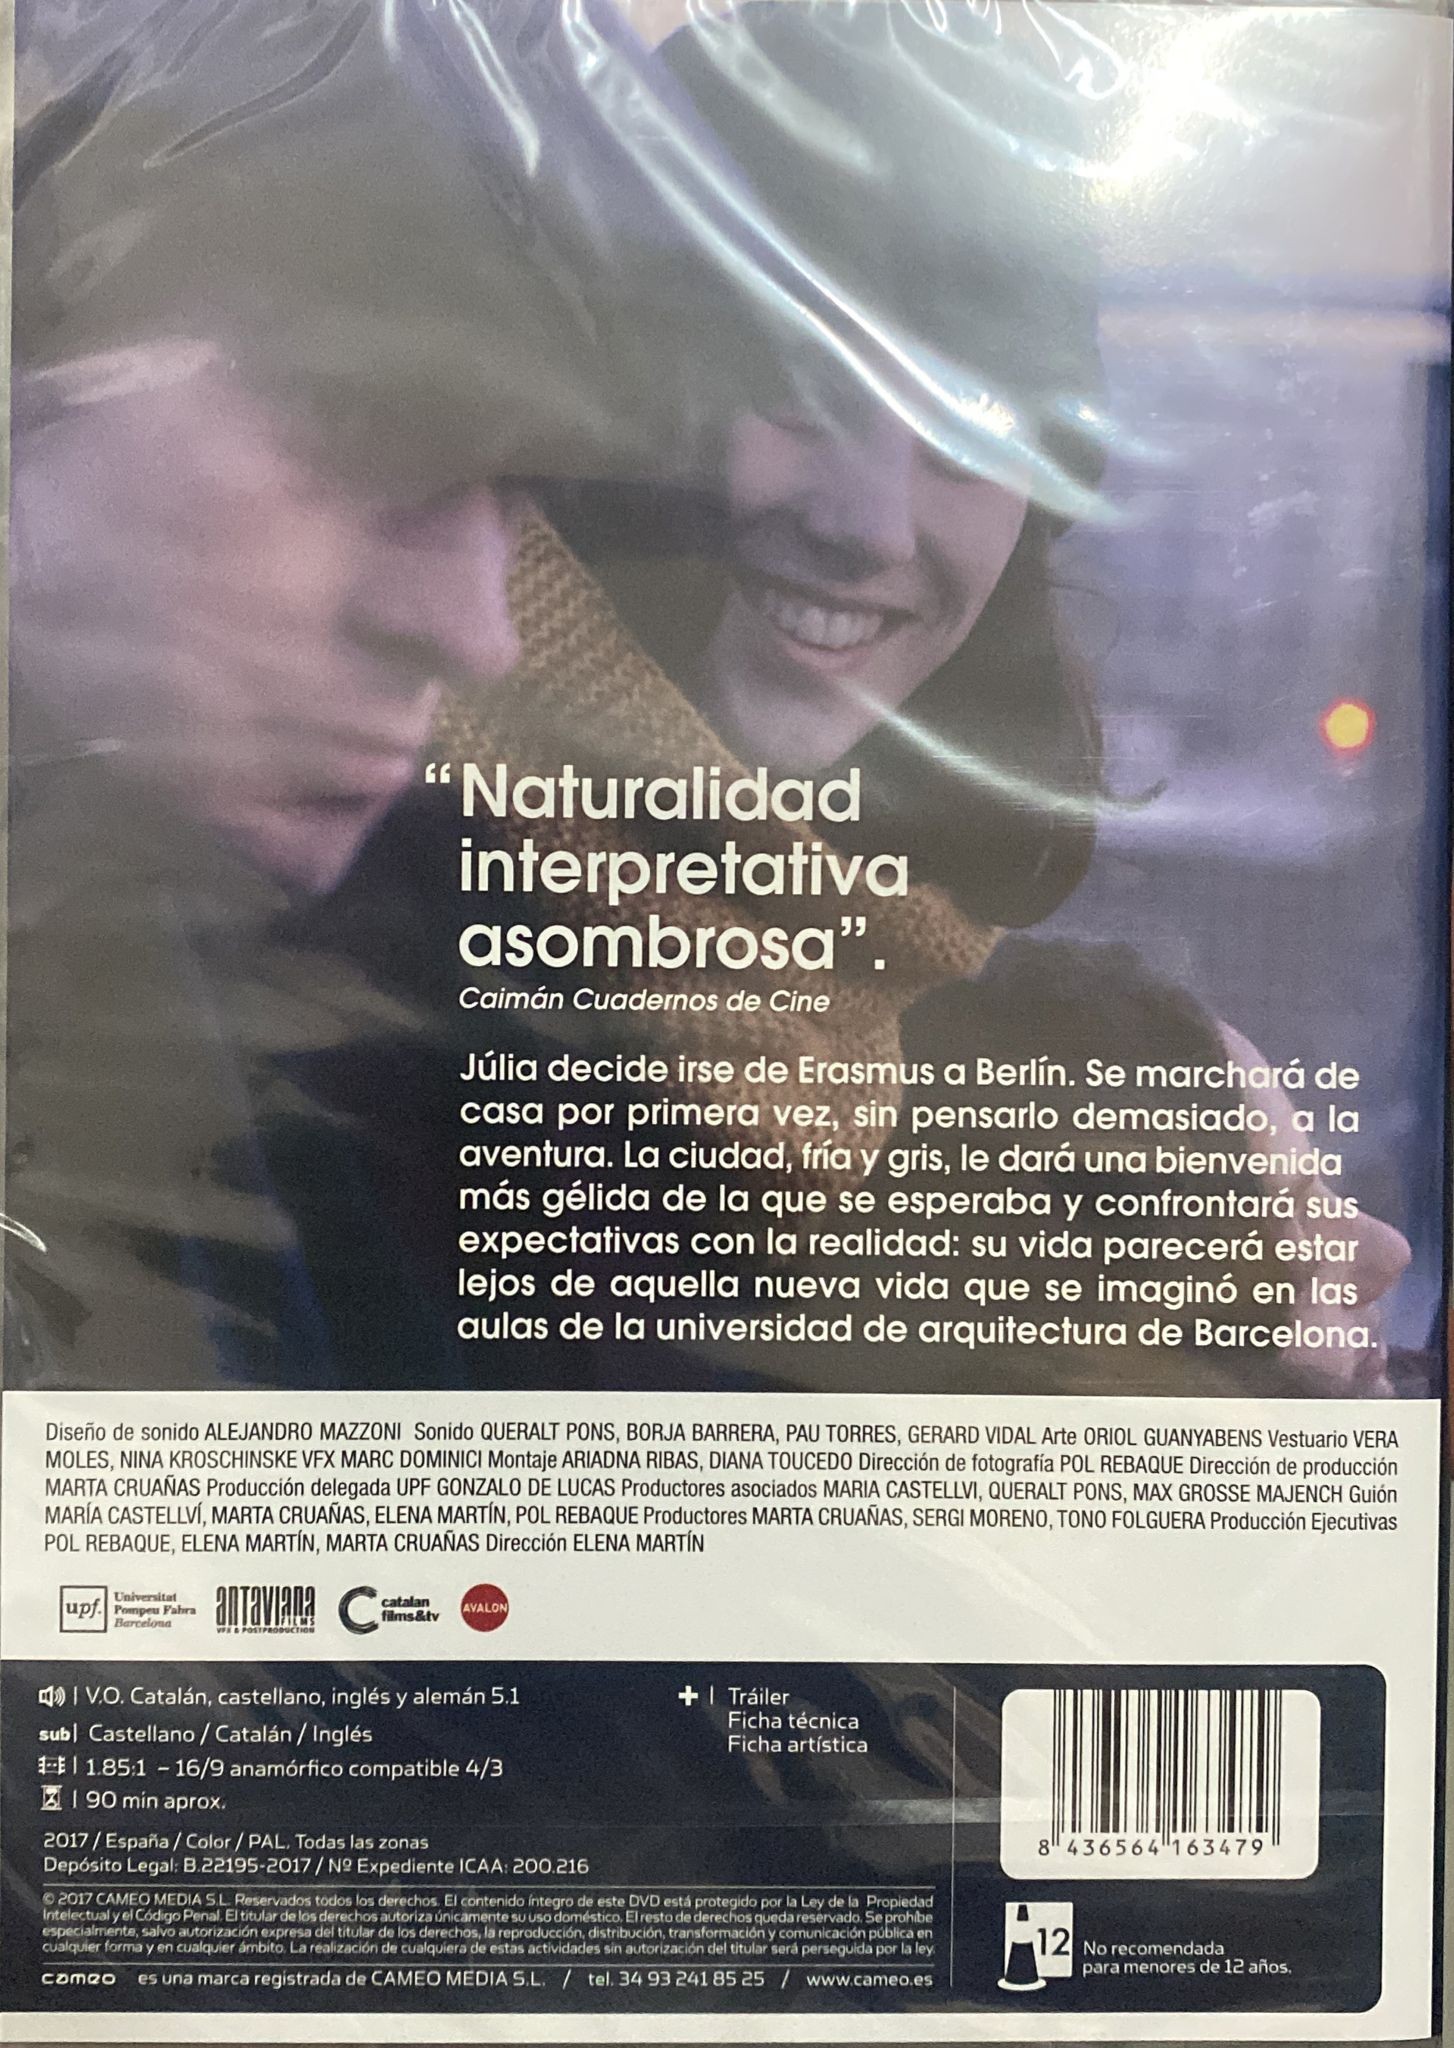 “Naturalidad
interpretativa
asombrosa”.
Caimán Cuadernos de Cine
Júlia decide irse de Erasmus a Berlín. Se marchará de
casa por primera vez, sin pensarlo demasiado, a la
aventura. La ciudad, fría y gris, le dará una bienvenida
más gélida de la que se esperaba y confrontará sus
expectativas con la realidad: su vida parecerá estar
lejos de aquella nueva vida que se imaginó en las
aulas de la universidad de arquitectura de Barcelona.
Diseño de sonido ALEJANDRO MAZZONI Sonido QUERALT PONS, BORJA BARRERA, PAU TORRES, GERARD VIDAL Arte ORIOL GUANYABENS Vestuario VERA
MOLES, NINA KROSCHINSKE VFX MARC DOMINICI Montaje ARIADNA RIBAS, DIANA TOUCEDO Dirección de fotografía POL REBAQUE Dirección de producción
MARTA CRUAÑAS Producción delegada UPF GONZALO DE LUCAS Productores asociados MARIA CASTELLVI, QUERALT PONS, MAX GROSSE MAJENCH Guión
MARÍA CASTELLVÍ, MARTA CRUAÑAS, ELENA MARTÍN, POL REBAQUE Productores MARTA CRUAÑAS, SERGI MORENO, TONO FOLGUERA Producción Ejecutivas
POL REBAQUE, ELENA MARTÍN, MARTA CRUAÑAS Dirección ELENA MARTÍN
upf. Universitat
Pompeu Fabra
Barcelona
antaviana
FILMS
VFX & POSTPRODUCTION
catalan
films&tv
AVALON
V.O. Catalán, castellano, inglés y alemán 5.1
sub| Castellano / Catalán / Inglés
1.85:1 – 16/9 anamórfico compatible 4/3
90 min aprox.
+ | Tráiler
Ficha técnica
Ficha artística
2017 / España / Color / PAL. Todas las zonas
Depósito Legal: B.22195-2017 / Nº Expediente ICAA: 200.216
© 2017 CAMEO MEDIA S.L. Reservados todos los derechos. El contenido íntegro de este DVD está protegido por la Ley de la Propiedad
Intelectual y el Código Penal. El titular de los derechos autoriza únicamente su uso doméstico. El resto de derechos queda reservado. Se prohíbe
especialmente, salvo autorización expresa del titular de los derechos, la reproducción, distribución, transformación y comunicación pública en
cualquier forma y en cualquier ámbito. La realización de cualquiera de estas actividades sin autorización del titular será perseguida por la ley.
cameo es una marca registrada de CAMEO MEDIA S.L. / tel. 34 93 241 85 25 / www.cameo.es
8 436564 163479
12 No recomendada
para menores de 12 años.